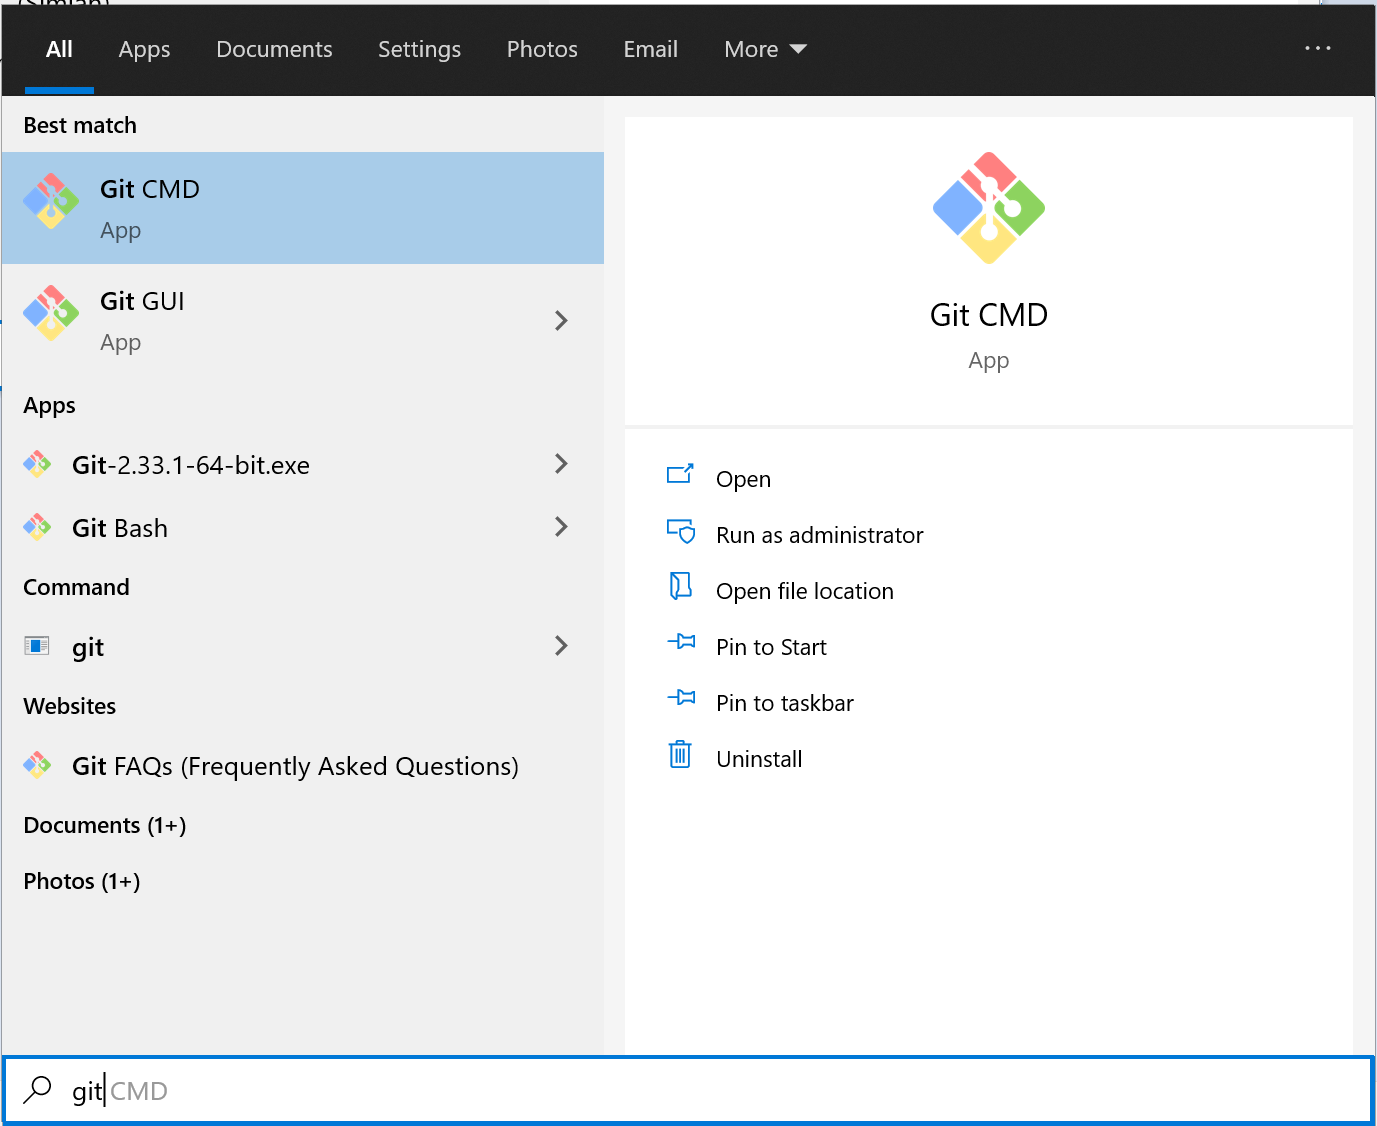 All Apps Documents Settings Photos Email More ...
Best match
Git CMD
App
Git GUI
App
Apps
Git-2.33.1-64-bit.exe
Git Bash
Command
git
Websites
Git FAQs (Frequently Asked Questions)
Documents (1+)
Photos (1+)
Git CMD
App
Open
Run as administrator
Open file location
Pin to Start
Pin to taskbar
Uninstall
git CMD